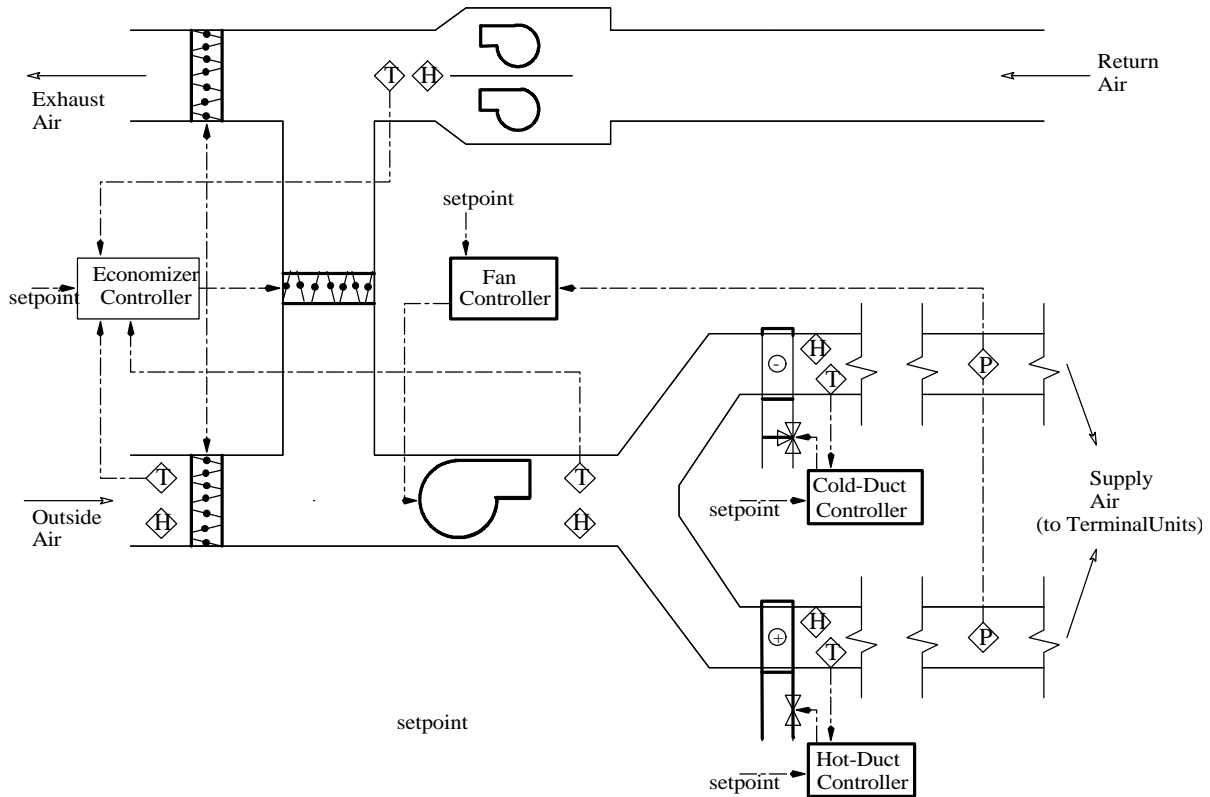 T
H
Return
Air
Exhaust
Air
setpoint
Economizer
Controller
setpoint
Fan
Controller
H
T
-
P
T
H
Outside
Air
T
H
setpoint
Cold-Duct
Controller
Supply
Air
(to TerminalUnits)
H
T
+
P
setpoint
setpoint
Hot-Duct
Controller